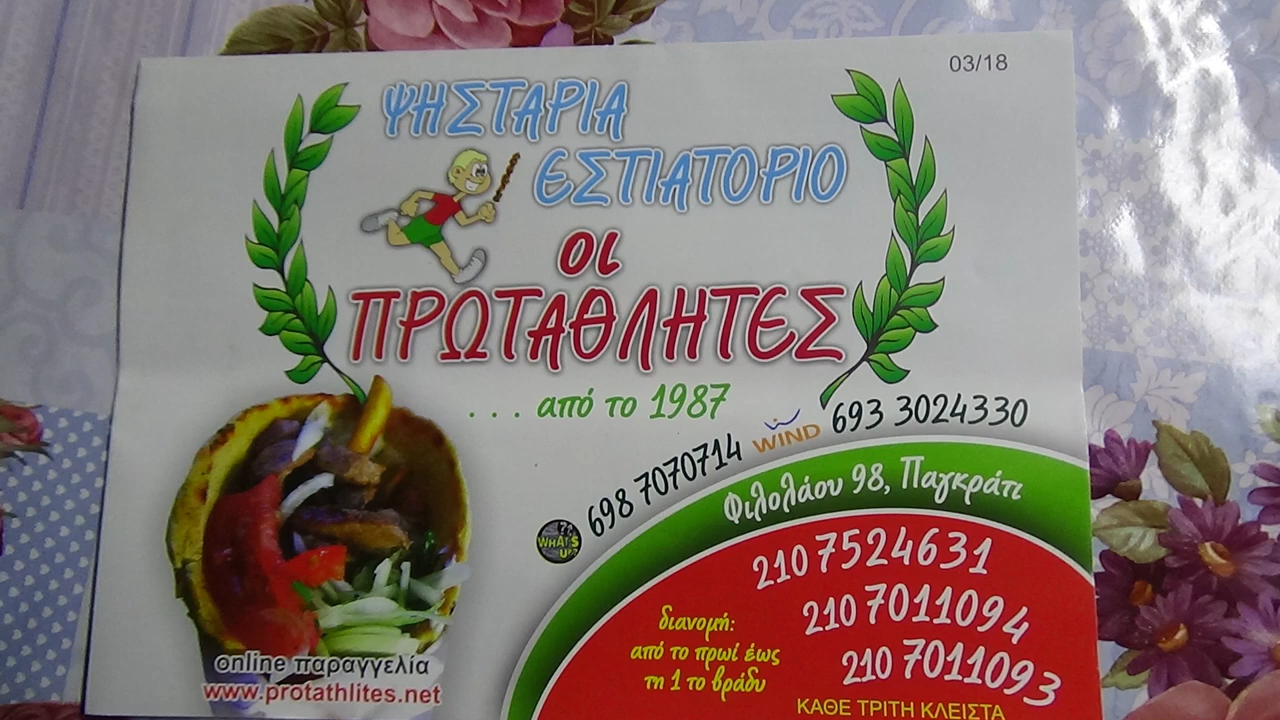 03/18
ΨΗΣΤΑΡΙΑ
ΕΣΤΙΑΤΟΡΙΟ
οι
ΠΡΩΤΑΘΛΗΤΕΣ
. . . από το 1987
WHAT'S UP?
698 7070714
WIND
693 3024330
Φιλολάου 98, Παγκράτι
210 7524631
210 7011094
210 7011093
διανομή:
από το πρωί έως
τη 1 το βράδυ
ΚΑΘΕ ΤΡΙΤΗ ΚΛΕΙΣΤΑ
online παραγγελία
www.protathlites.net